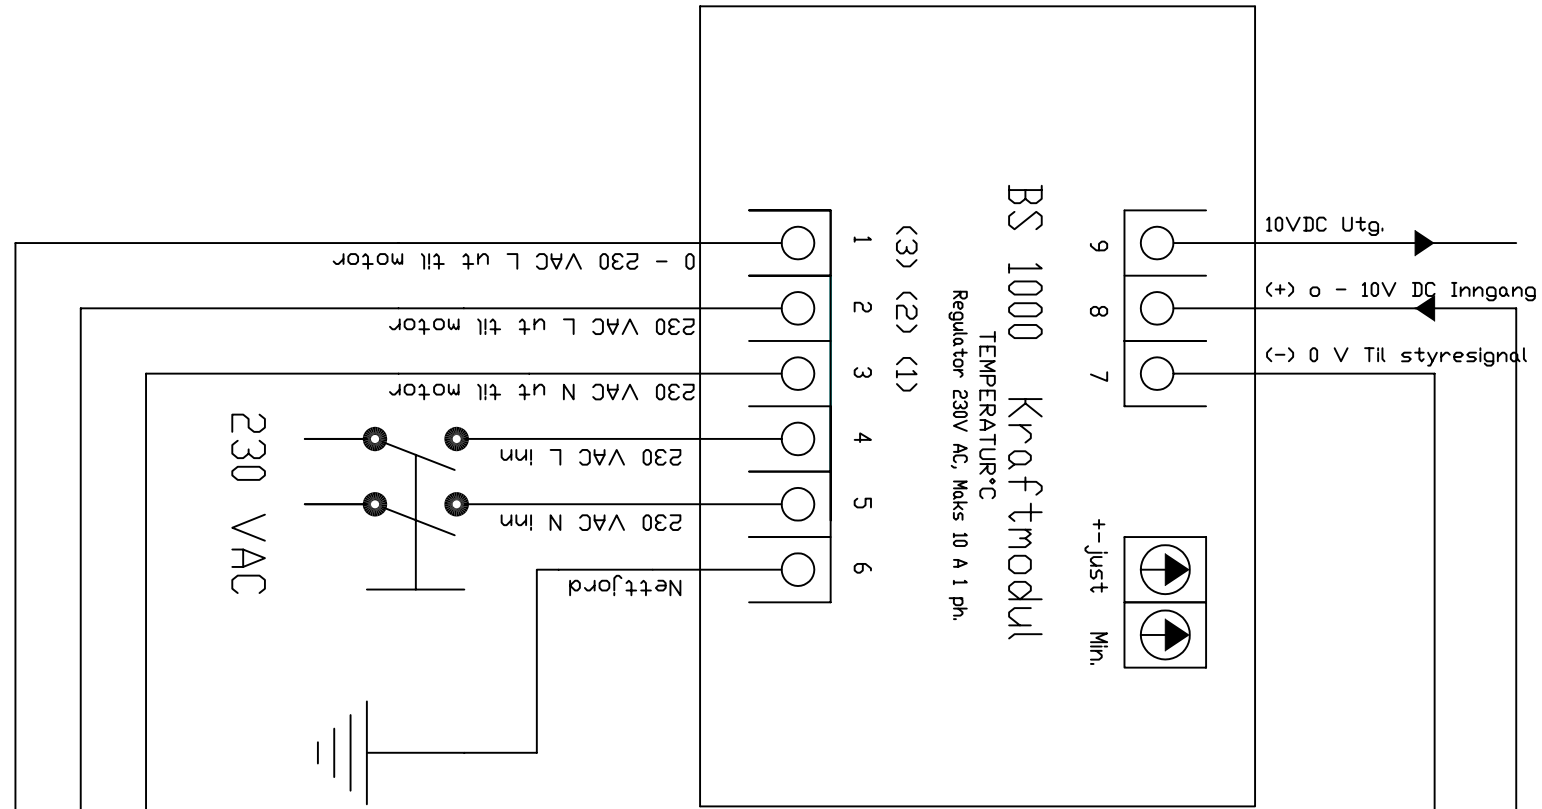 BS 1000 Kraftmodul
TEMPERATUR°C
Regulator 230V AC, Maks 10 A 1 ph.
1 (3)
2 (2)
3 (1)
4
5
6
0 - 230 VAC L ut til motor
230 VAC L ut til motor
230 VAC N ut til motor
230 VAC L inn
230 VAC N inn
Nettjord
230 VAC
9
8
7
10VDC Utg.
(+) o - 10V DC Inngang
(-) 0 V Til styresignal
+-just Min.